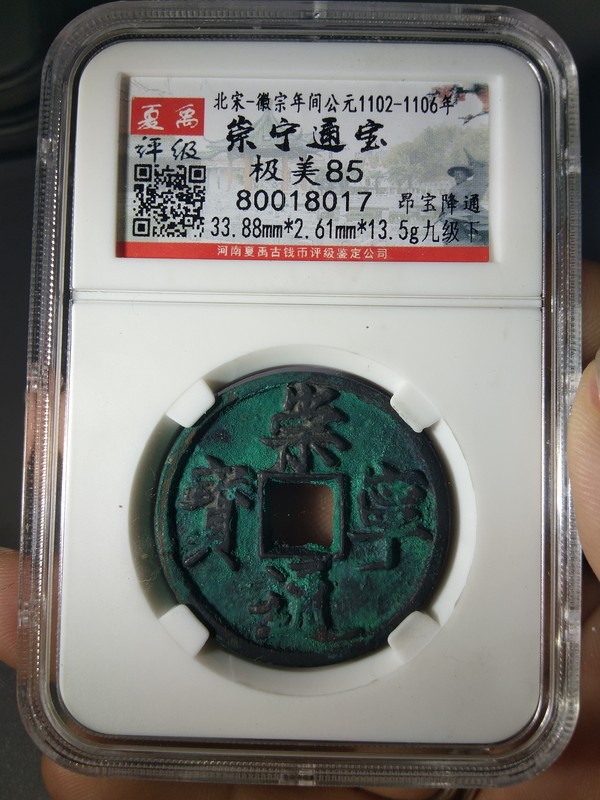 北宋-徽宗年间公元1102-1106年
夏禹
评级
崇宁通宝
极美85
80018017 昂宝降通
33.88mm*2.61mm*13.5g九级下
河南夏禹古钱币评级鉴定公司
崇
寧
通
寳